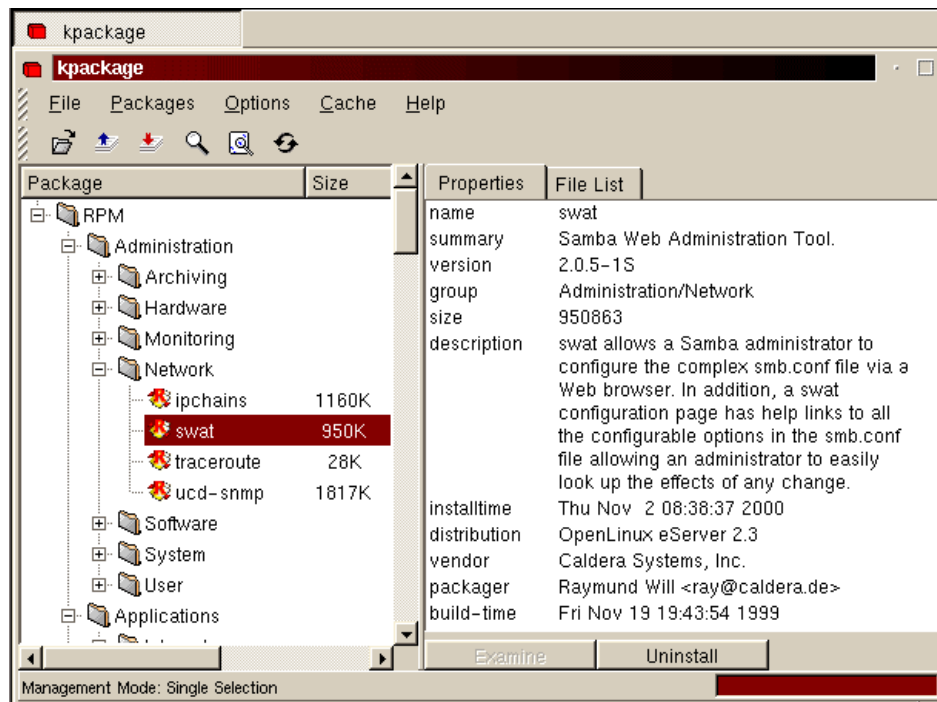 kpackage
kpackage
File Packages Options Cache Help
Package Size
RPM
Administration
Archiving
Hardware
Monitoring
Network
ipchains 1160K
swat 950K
traceroute 28K
ucd-snmp 1817K
Software
System
User
Applications
Properties File List
name swat
summary Samba Web Administration Tool.
version 2.0.5-1S
group Administration/Network
size 950863
description swat allows a Samba administrator to
configure the complex smb.conf file via a
Web browser. In addition, a swat
configuration page has help links to all
the configurable options in the smb.conf
file allowing an administrator to easily
look up the effects of any change.
installtime Thu Nov 2 08:38:37 2000
distribution OpenLinux eServer 2.3
vendor Caldera Systems, Inc.
packager Raymund Will <ray@caldera.de>
build-time Fri Nov 19 19:43:54 1999
Examine Uninstall
Management Mode: Single Selection